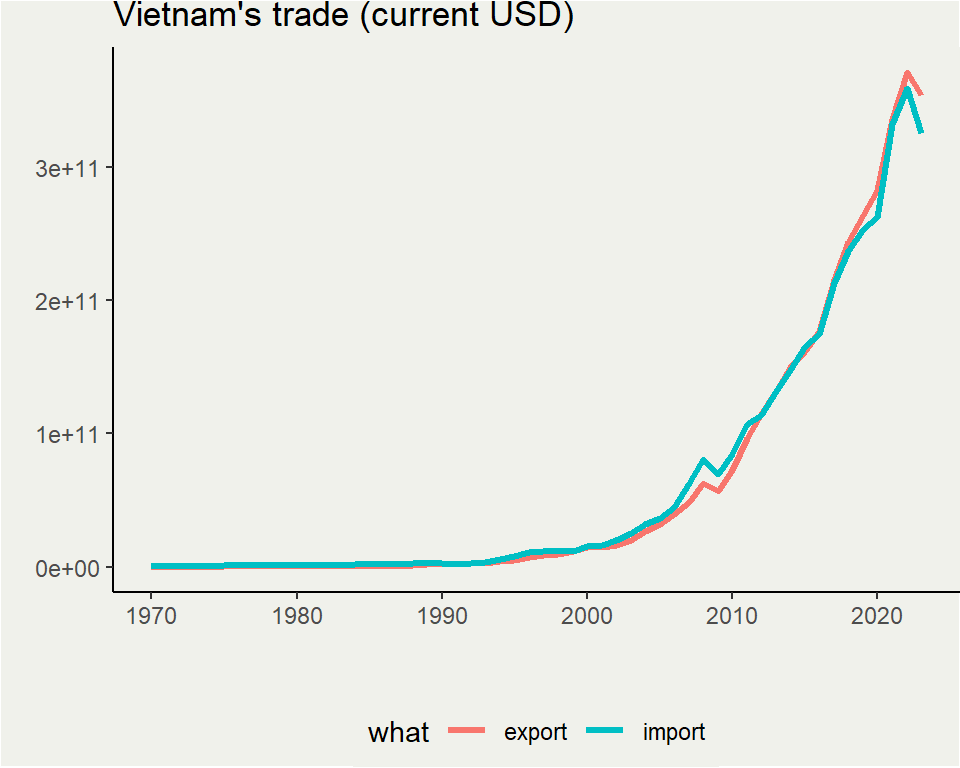 Vietnam's trade (current USD)
3e+11
2e+11
1e+11
0e+00
1970 1980 1990 2000 2010 2020
what export import